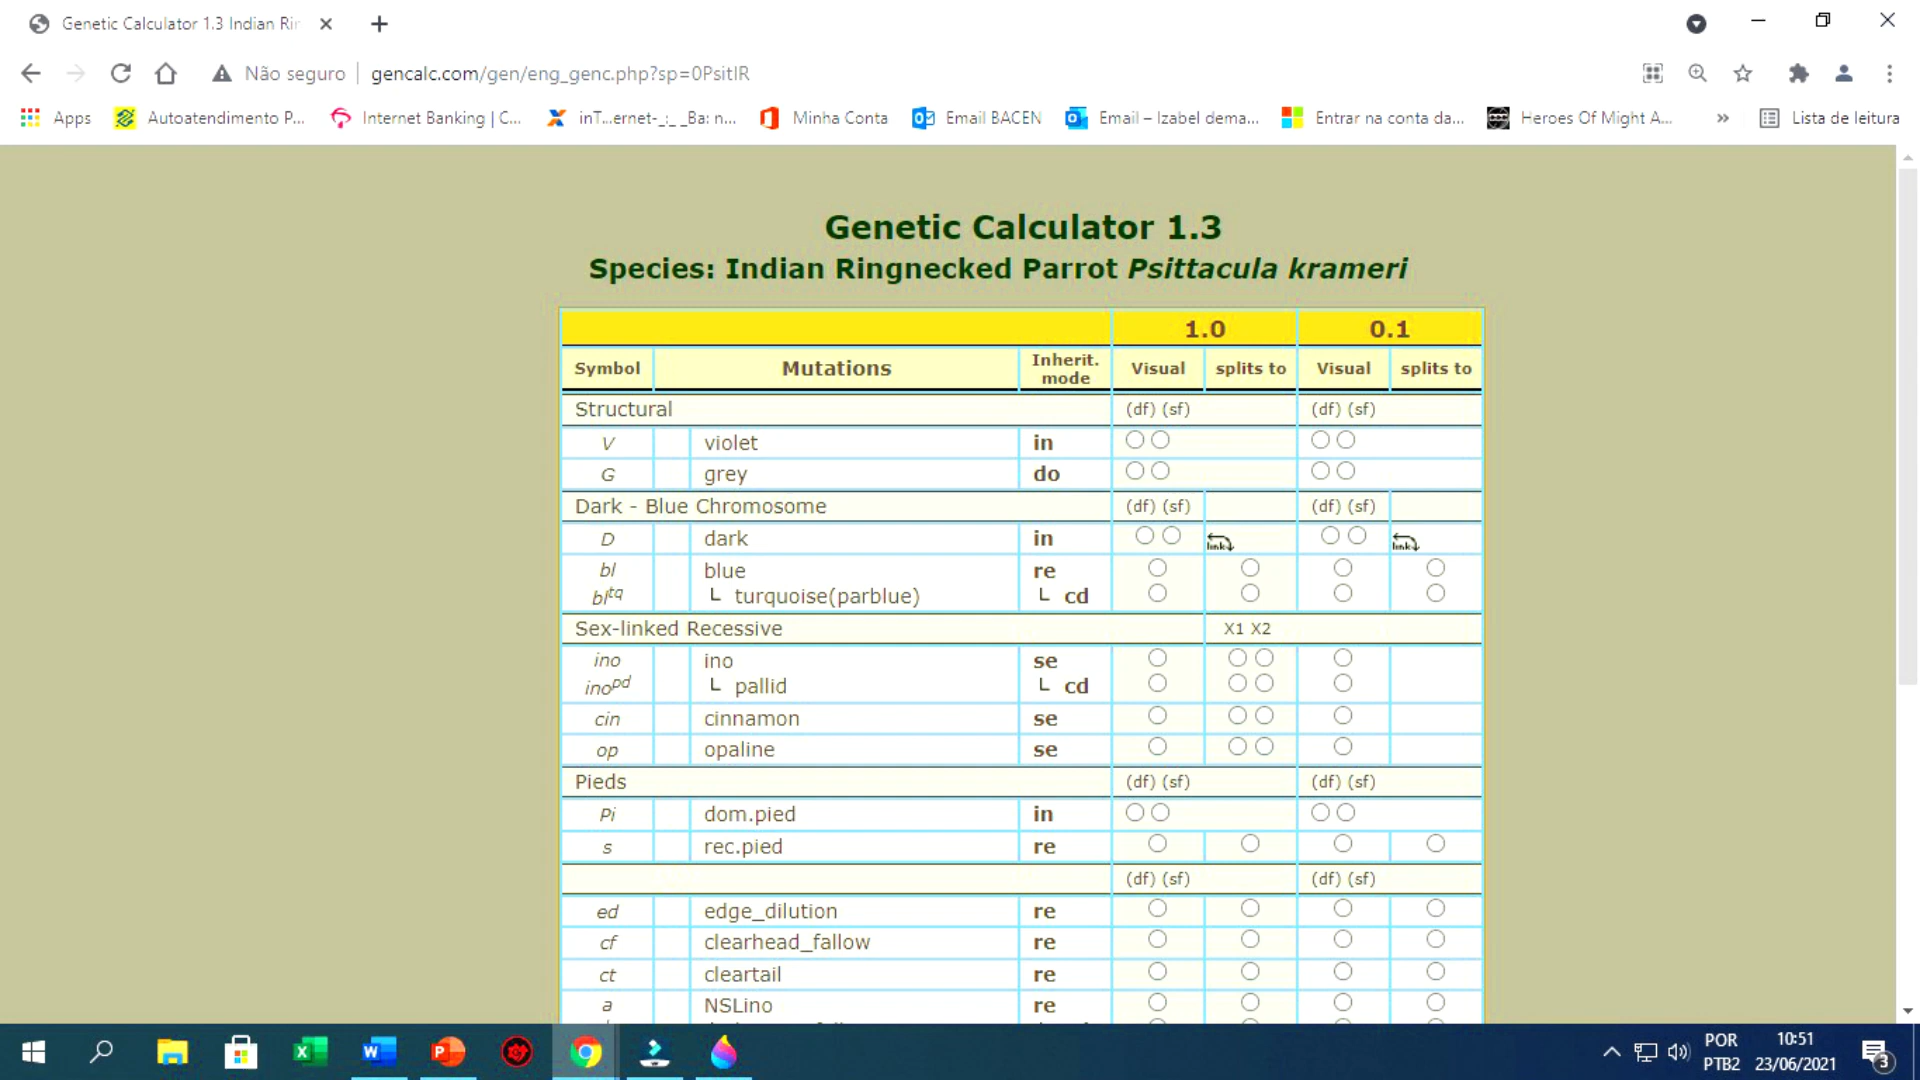 Genetic Calculator 1.3 Indian Rin
Não seguro gencalc.com/gen/eng_genc.php?sp=0PsitIR
Apps Autoatendimento P... Internet Banking | C... inT...ernet-_:_ _Ba: n... Minha Conta Email BACEN Email – Izabel dema... Entrar na conta da... Heroes Of Might A... » Lista de leitura
Genetic Calculator 1.3
Species: Indian Ringnecked Parrot Psittacula krameri
1.0 0.1
Symbol Mutations Inherit. mode Visual splits to Visual splits to
Structural (df) (sf) (df) (sf)
V violet in
G grey do
Dark - Blue Chromosome (df) (sf) (df) (sf)
D dark in link link
bl blue re
bltq └ turquoise(parblue) └ cd
Sex-linked Recessive X1 X2
ino ino se
inopd └ pallid └ cd
cin cinnamon se
op opaline se
Pieds (df) (sf) (df) (sf)
Pi dom.pied in
s rec.pied re
(df) (sf) (df) (sf)
ed edge_dilution re
cf clearhead_fallow re
ct cleartail re
a NSLino re
POR 10:51
PTB2 23/06/2021 3